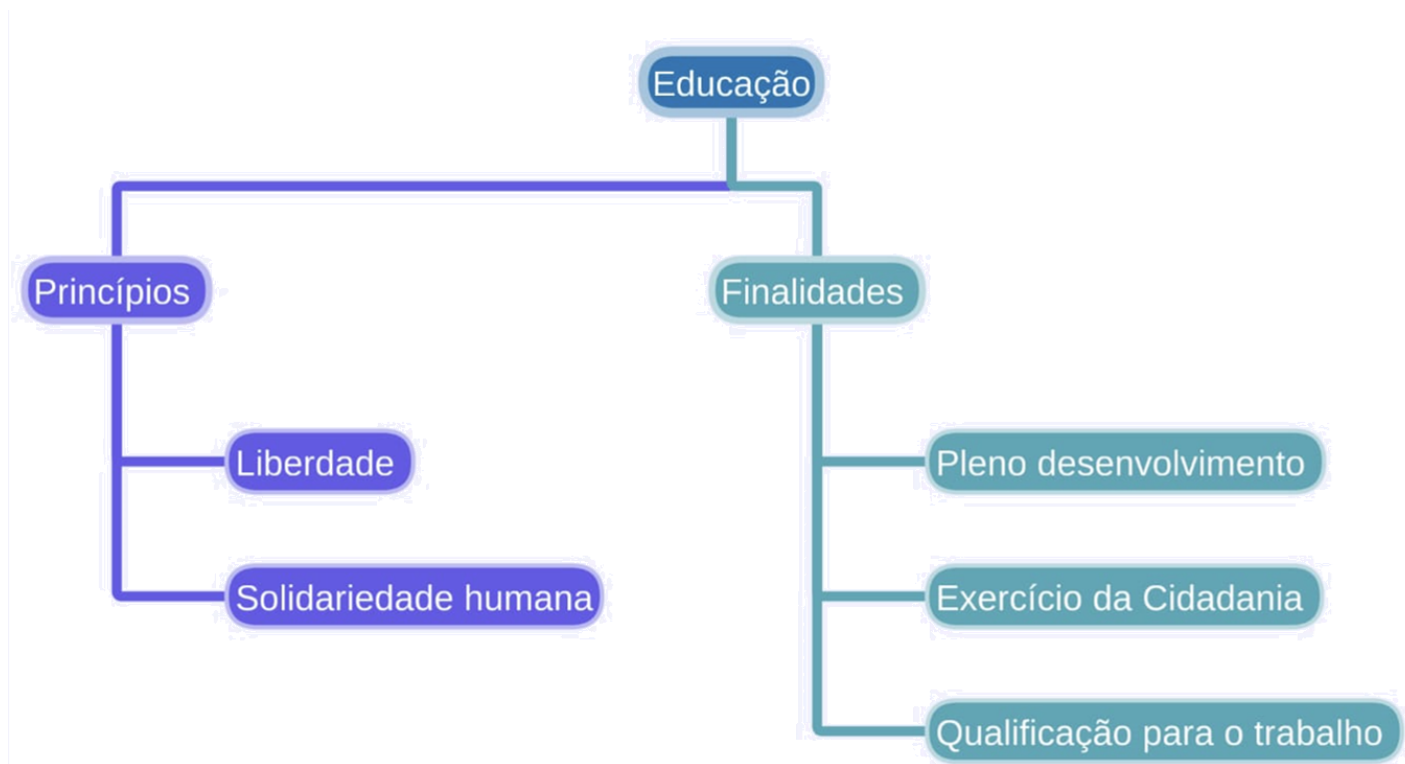 Educação
Princípios
Finalidades
Liberdade
Pleno desenvolvimento
Solidariedade humana
Exercício da Cidadania
Qualificação para o trabalho